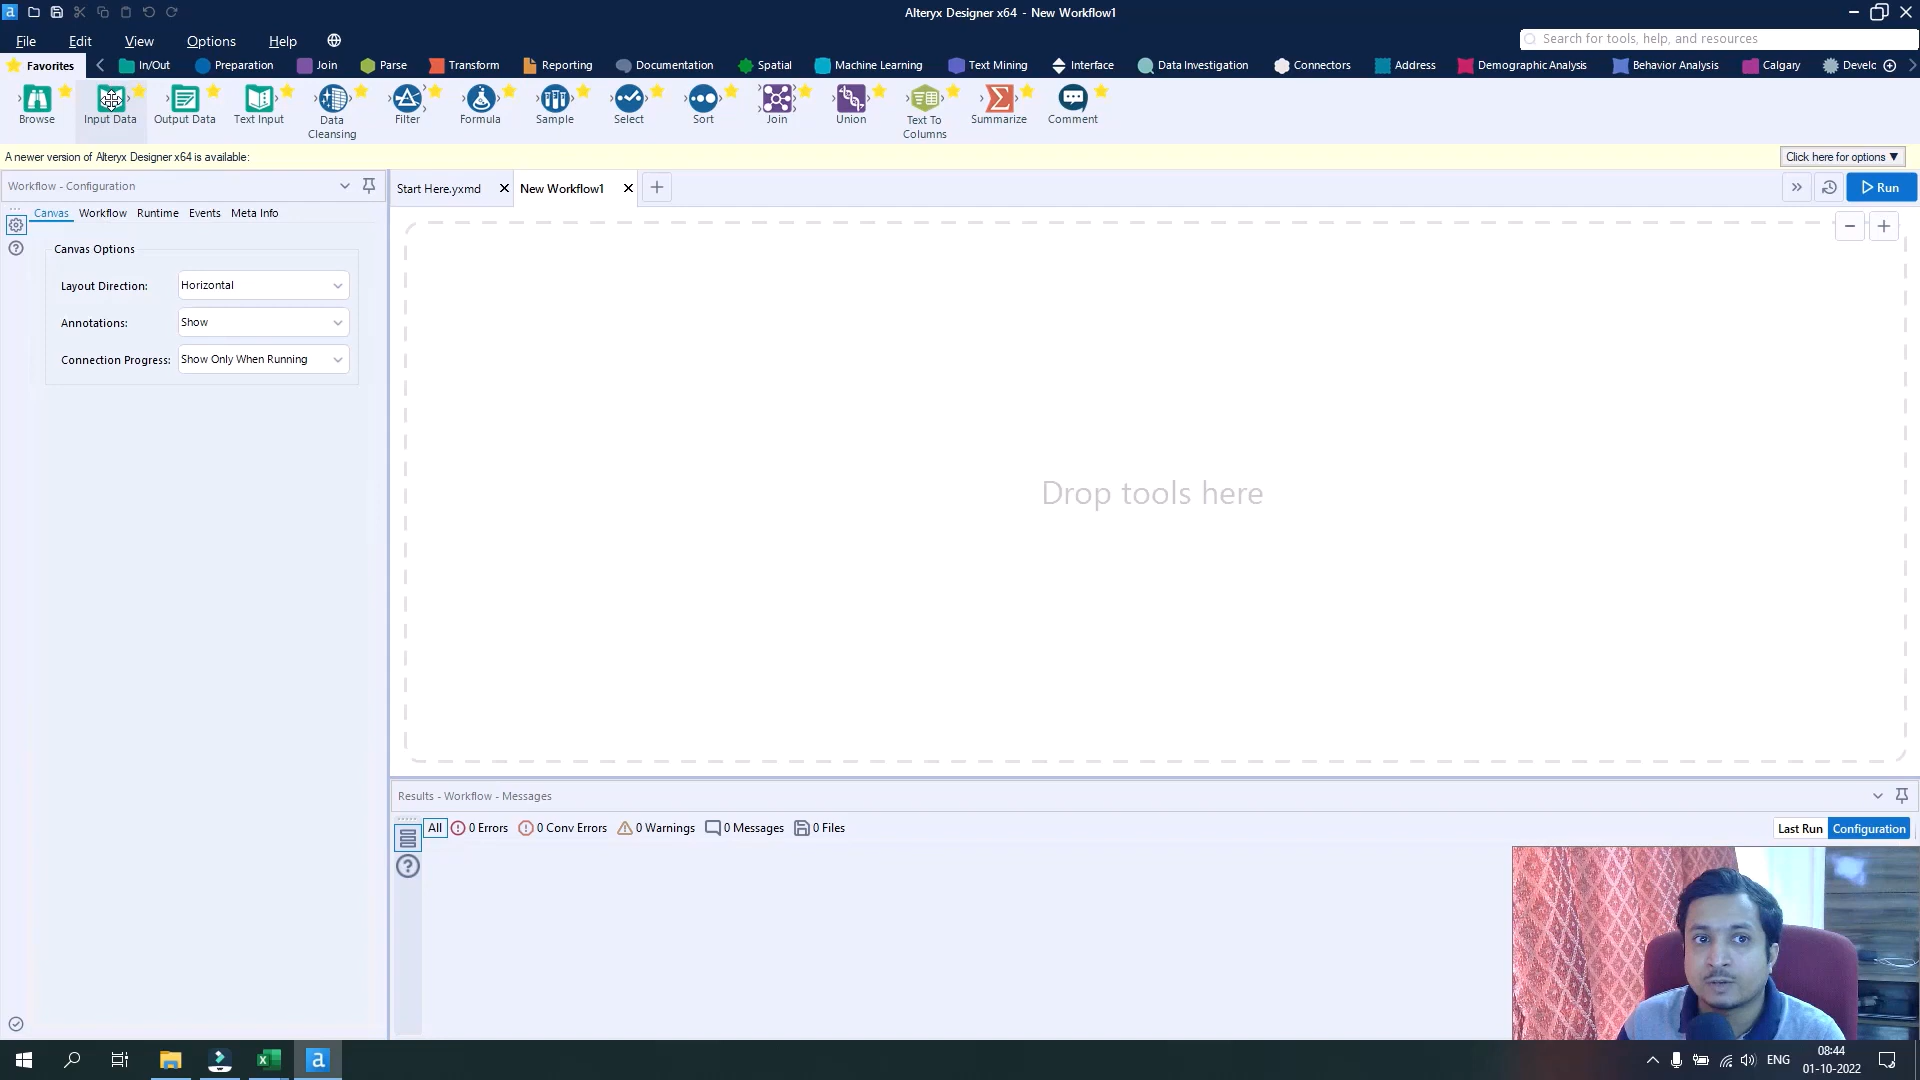 Alteryx Designer x64 - New Workflow1
File Edit View Options Help
Search for tools, help, and resources
Favorites In/Out Preparation Join Parse Transform Reporting Documentation Spatial Machine Learning Text Mining Interface Data Investigation Connectors Address Demographic Analysis Behavior Analysis Calgary Develo
Browse Input Data Output Data Text Input Data Cleansing Filter Formula Sample Select Sort Join Union Text To Columns Summarize Comment
A newer version of Alteryx Designer x64 is available:
Click here for options ▼
Workflow - Configuration
Start Here.yxmd New Workflow1
Run
Canvas Workflow Runtime Events Meta Info
Canvas Options
Layout Direction: Horizontal
Annotations: Show
Connection Progress: Show Only When Running
Drop tools here
Results - Workflow - Messages
All 0 Errors 0 Conv Errors 0 Warnings 0 Messages 0 Files
Last Run Configuration
ENG
08:44
01-10-2022